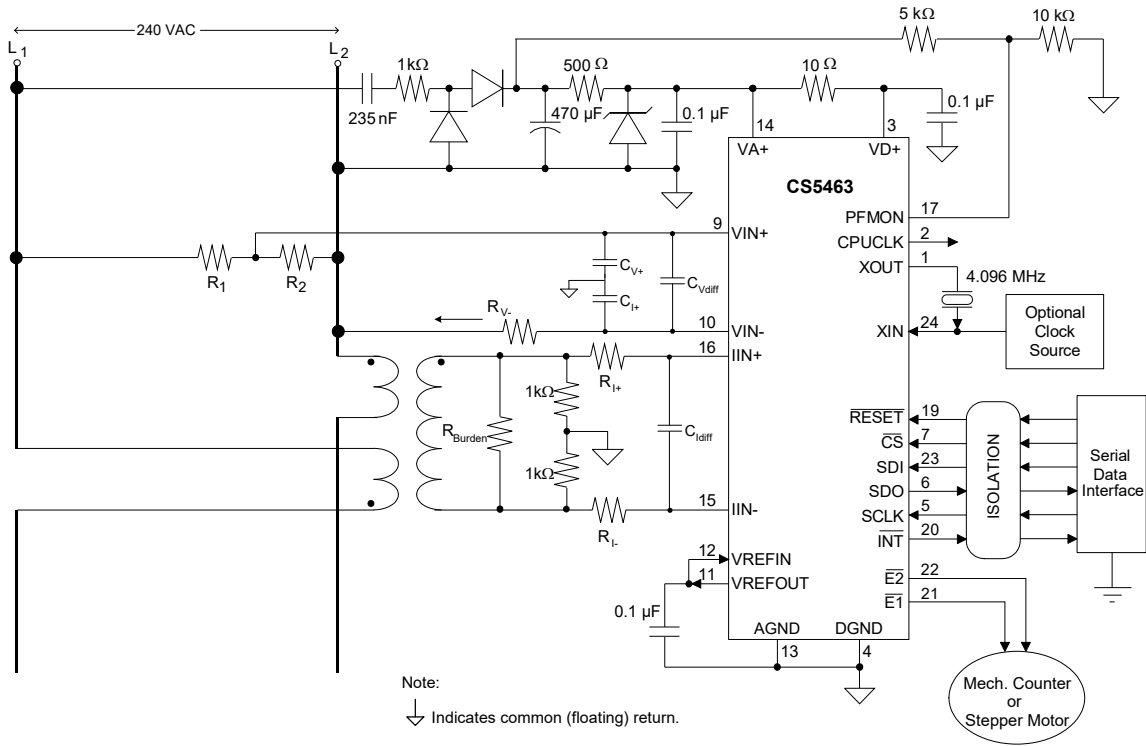 240 VAC
L1
L2
5 kΩ
10 kΩ
1kΩ
500 Ω
10 Ω
235 nF
470 µF
0.1 µF
0.1 µF
14
3
VA+
VD+
CS5463
9
VIN+
PFMON
17
CPUCLK
2
XOUT
1
4.096 MHz
R1
R2
CV+
CI+
CVdiff
RV-
10
VIN-
XIN
24
Optional
Clock
Source
16
IIN+
RI+
1kΩ
RBurden
CIdiff
1kΩ
RESET
19
CS
7
SDI
23
SDO
6
SCLK
5
INT
20
ISOLATION
Serial
Data
Interface
15
IIN-
RI-
12
VREFIN
11
VREFOUT
E2
22
E1
21
0.1 µF
AGND
DGND
13
4
Mech. Counter
or
Stepper Motor
Note:
Indicates common (floating) return.